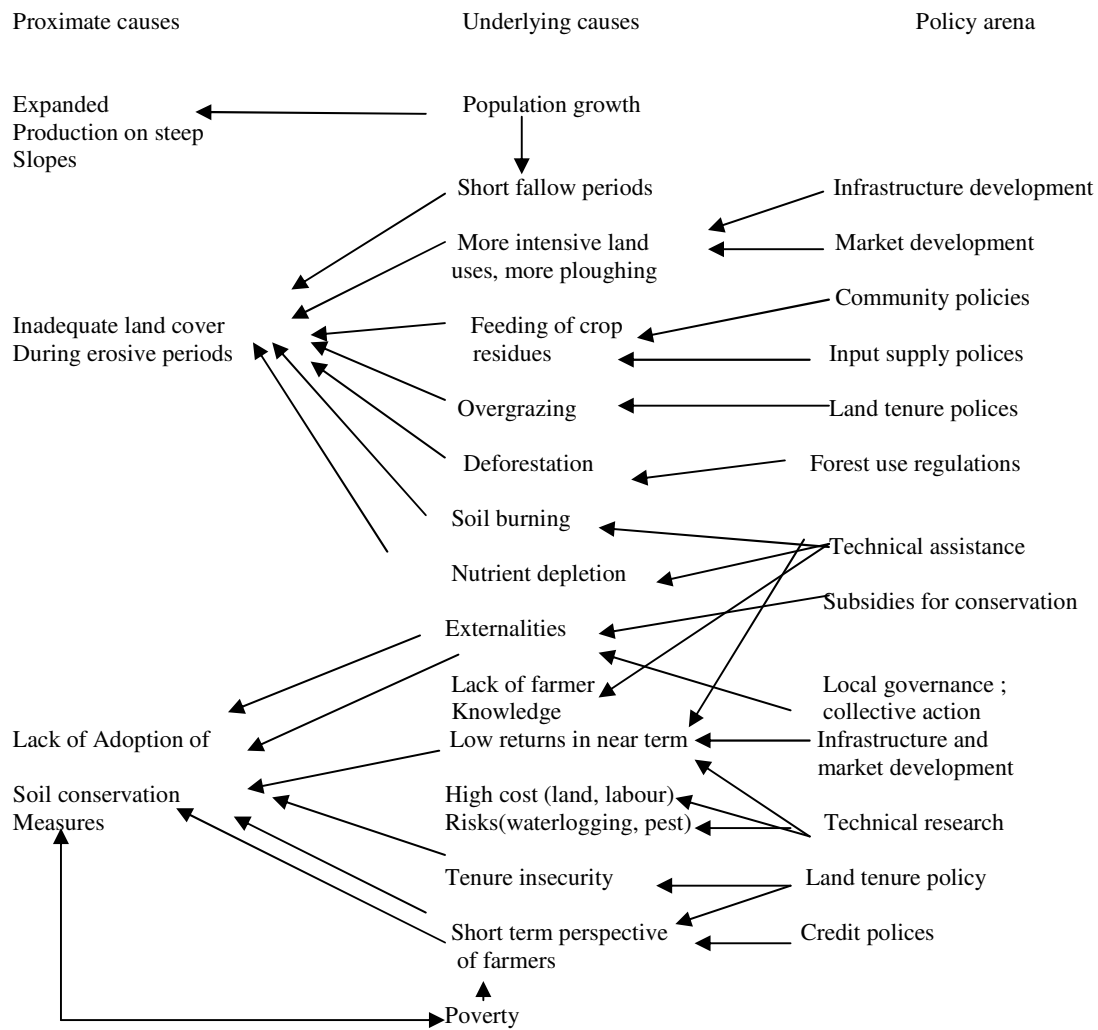 Proximate causes
Underlying causes
Policy arena
Expanded
Production on steep
Slopes
Population growth
Short fallow periods
Infrastructure development
More intensive land
uses, more ploughing
Market development
Community policies
Inadequate land cover
During erosive periods
Feeding of crop
residues
Input supply polices
Overgrazing
Land tenure polices
Deforestation
Forest use regulations
Soil burning
Technical assistance
Nutrient depletion
Subsidies for conservation
Externalities
Lack of farmer
Knowledge
Local governance ;
collective action
Lack of Adoption of
Low returns in near term
Infrastructure and
market development
Soil conservation
Measures
High cost (land, labour)
Risks(waterlogging, pest)
Technical research
Tenure insecurity
Land tenure policy
Short term perspective
of farmers
Credit polices
Poverty